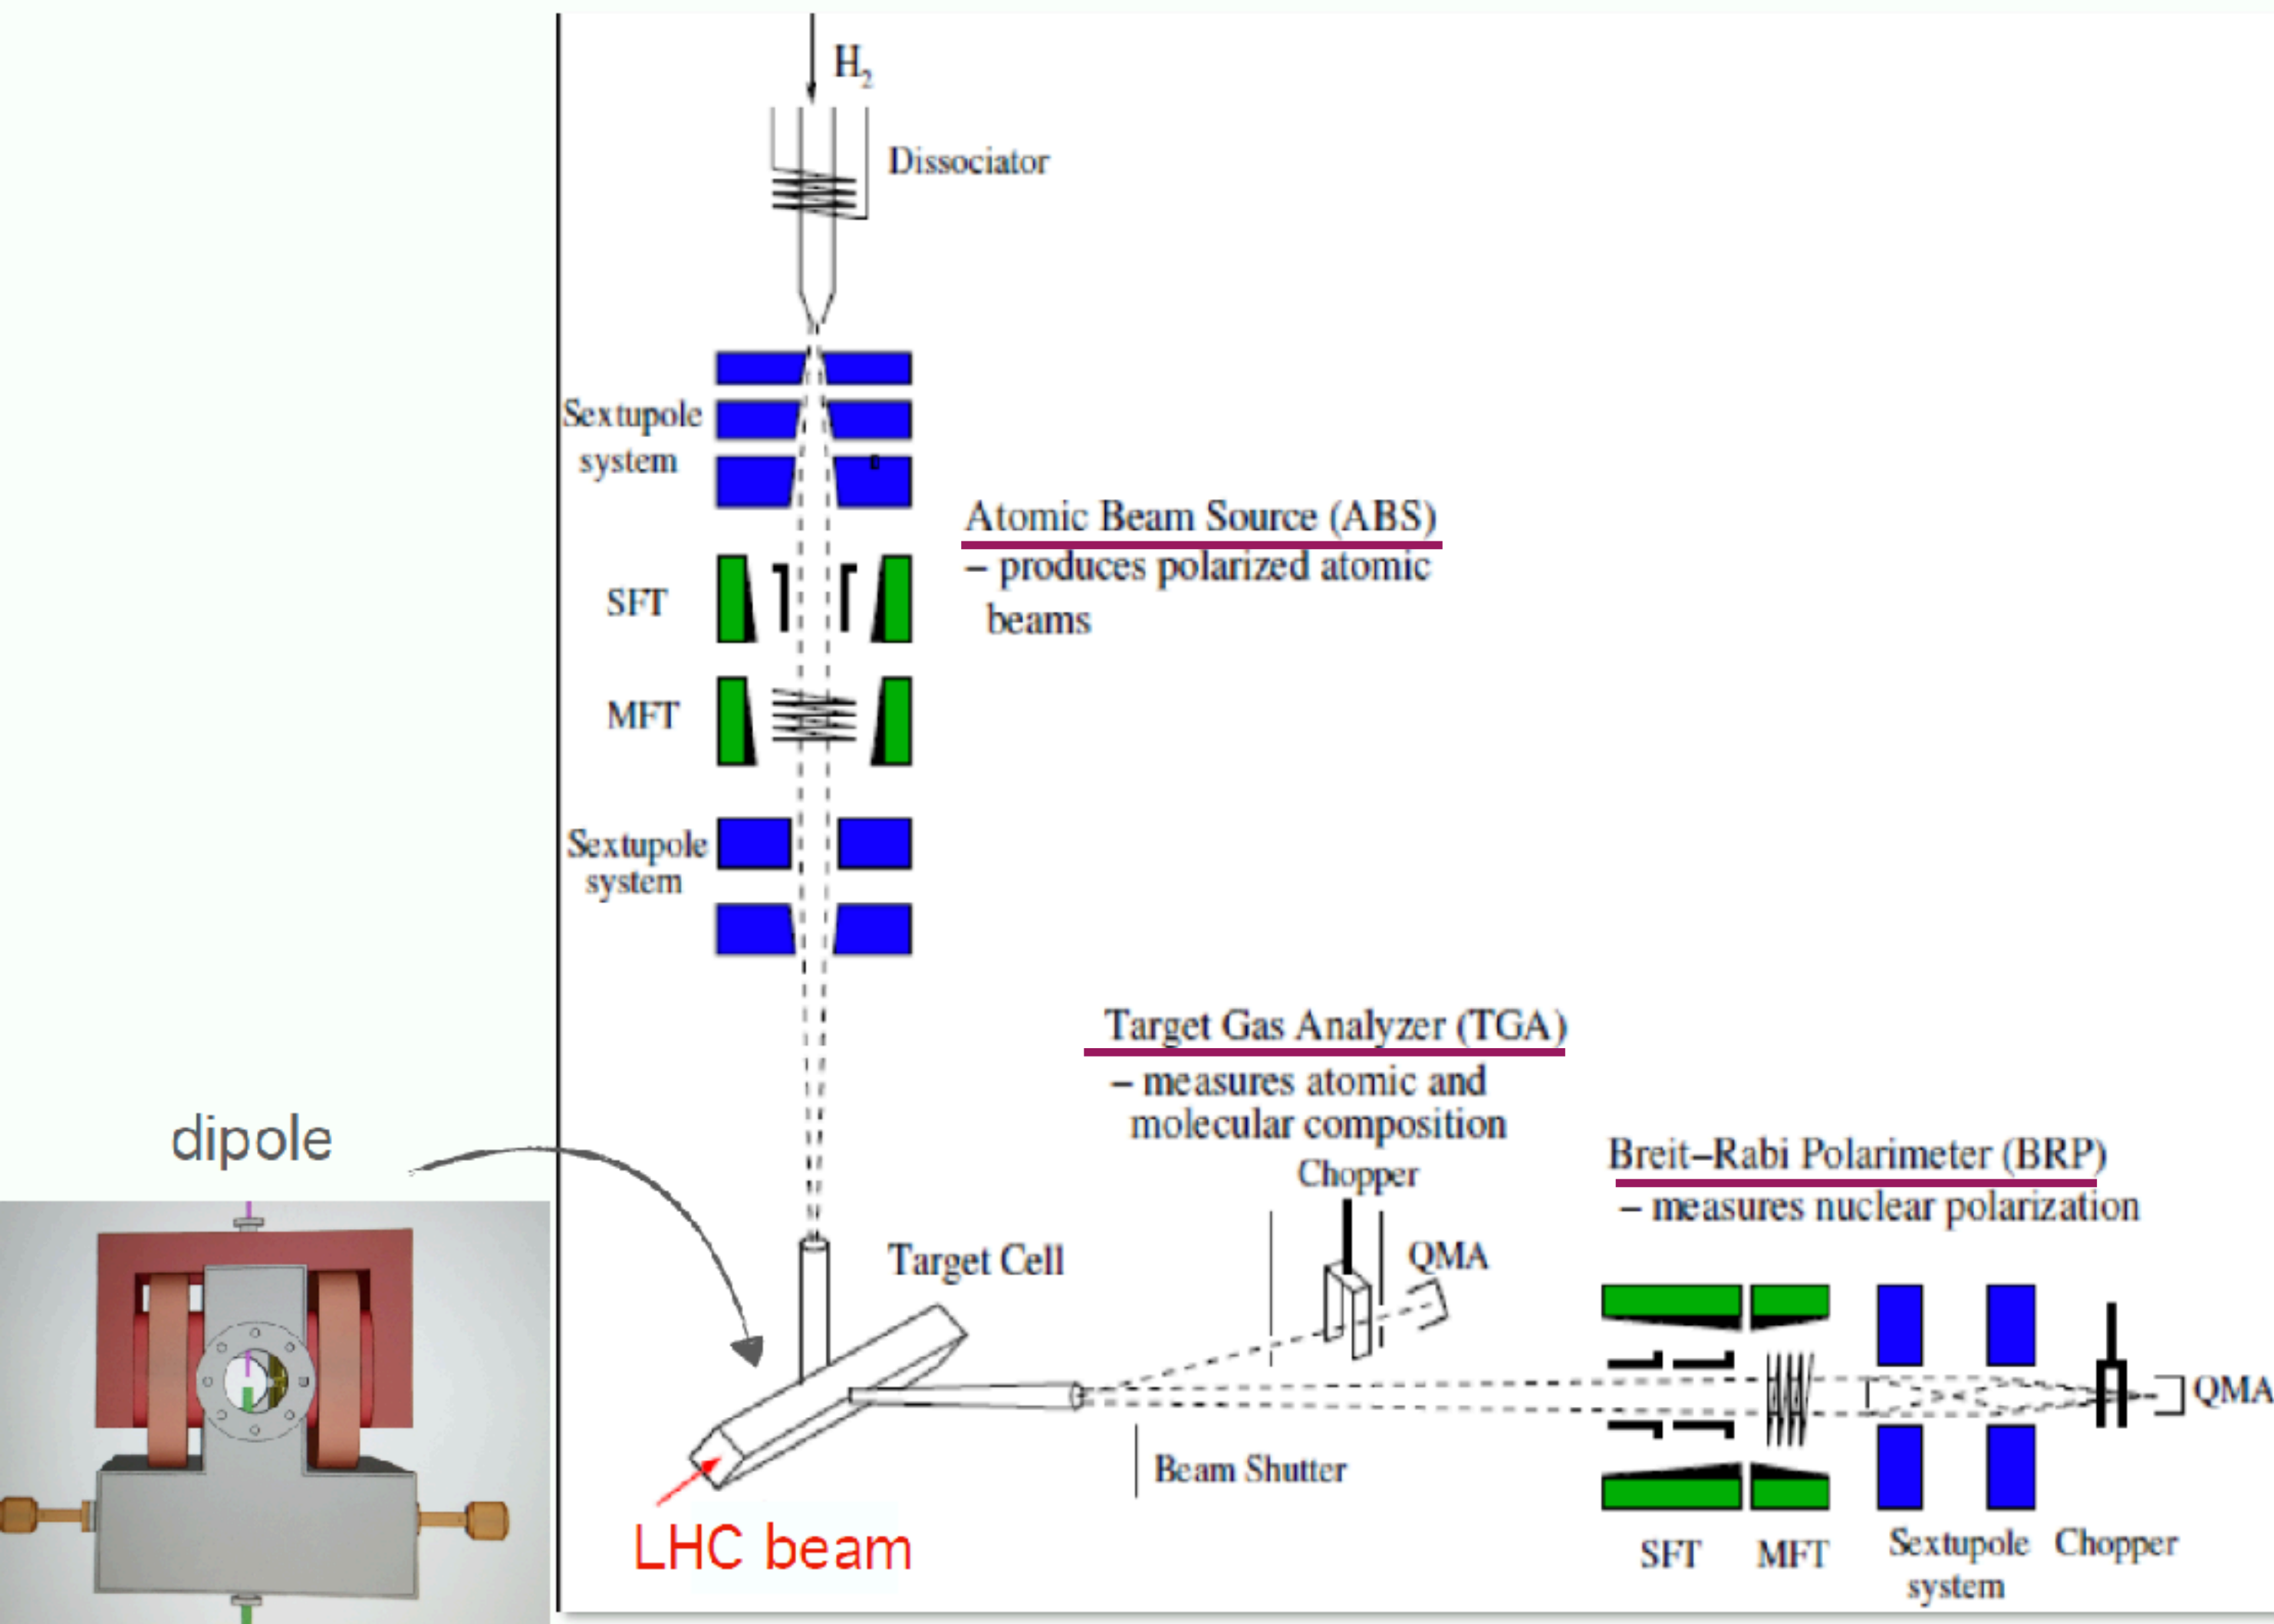 H₂
Dissociator
Sextupole
system
Atomic Beam Source (ABS)
– produces polarized atomic
beams
SFT
MFT
Sextupole
system
Target Gas Analyzer (TGA)
– measures atomic and
molecular composition
Chopper
QMA
dipole
Target Cell
Breit–Rabi Polarimeter (BRP)
– measures nuclear polarization
QMA
Beam Shutter
LHC beam
SFT
MFT
Sextupole
system
Chopper